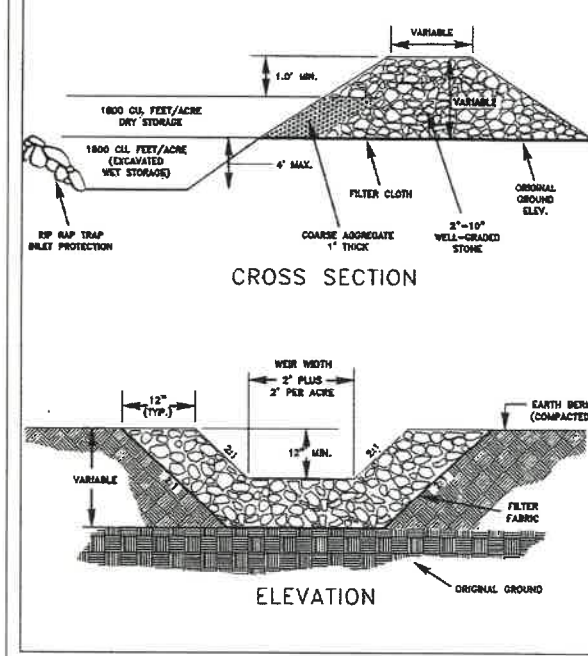 VARIABLE
1.0' MIN.
1800 CU. FEET/ACRE
DRY STORAGE
VARIABLE
1800 CU. FEET/ACRE
(EXCAVATED
WET STORAGE)
4' MAX.
RIP RAP TRAP
INLET PROTECTION
FILTER CLOTH
ORIGINAL
GROUND
ELEV.
COARSE AGGREGATE
1' THICK
2"-10"
WELL-GRADED
STONE
CROSS SECTION
WEIR WIDTH
2' PLUS
2' PER ACRE
12"
(TYP.)
EARTH BER
(COMPACTED
2:1
12" MIN.
2:1
VARIABLE
2:1
FILTER
FABRIC
ORIGINAL GROUND
ELEVATION